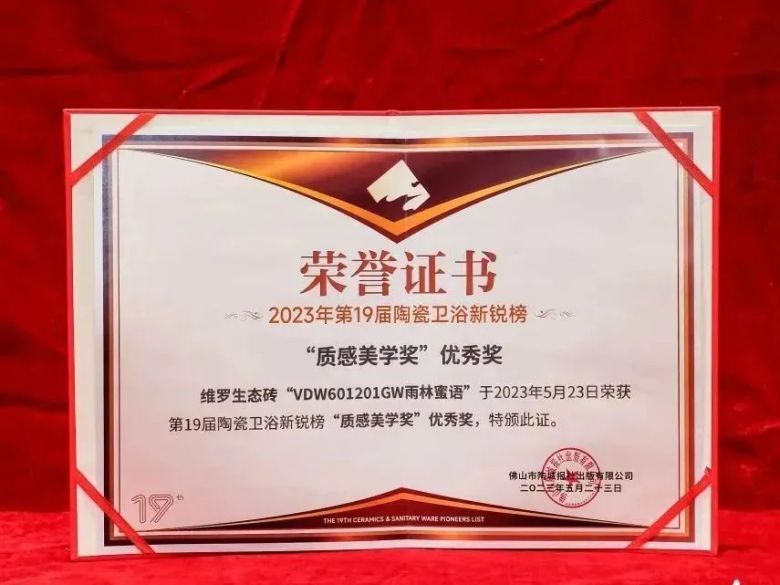 荣誉证书
2023年第19届陶瓷卫浴新锐榜
“质感美学奖”优秀奖
维罗生态砖“VDW601201GW雨林蜜语”于2023年5月23日荣获
第19届陶瓷卫浴新锐榜“质感美学奖”优秀奖，特颁此证。
佛山市陶城报社出版有限公司
二〇二三年五月二十三日
19th
THE 19TH CERAMICS & SANITARY WARE PIONEERS LIST